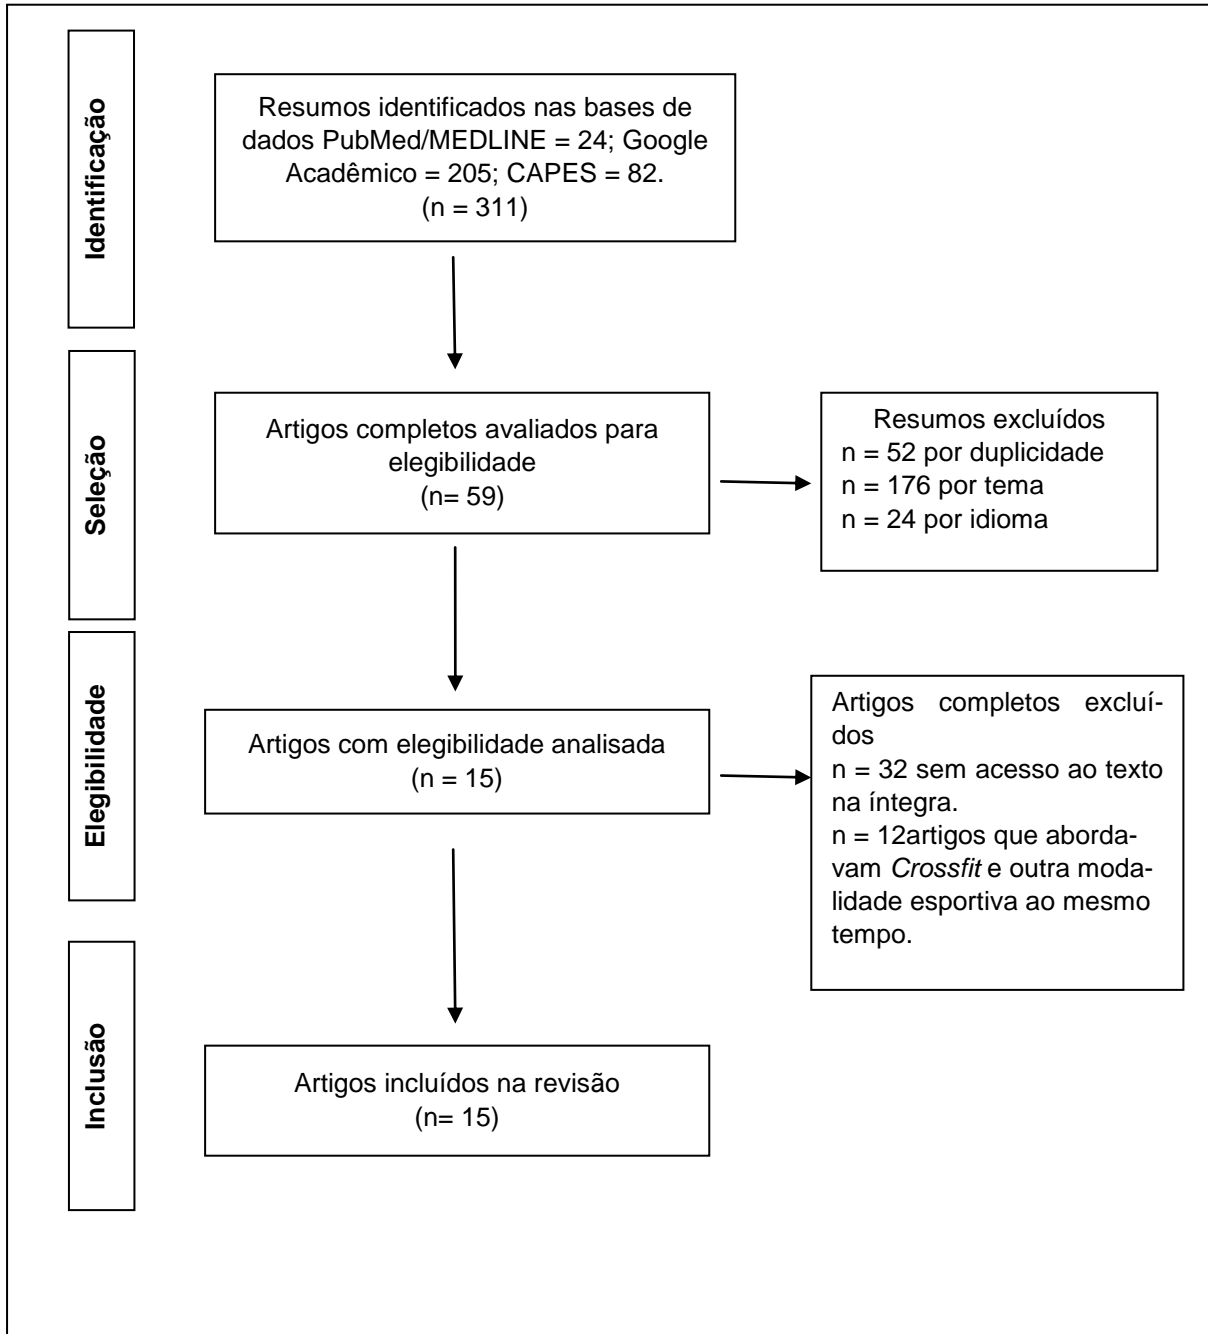 Identificação
Resumos identificados nas bases de
dados PubMed/MEDLINE = 24; Google
Acadêmico = 205; CAPES = 82.
(n = 311)
Seleção
Artigos completos avaliados para
elegibilidade
(n= 59)
Resumos excluídos
n = 52 por duplicidade
n = 176 por tema
n = 24 por idioma
Elegibilidade
Artigos com elegibilidade analisada
(n = 15)
Artigos completos excluí-
dos
n = 32 sem acesso ao texto
na íntegra.
n = 12artigos que aborda-
vam Crossfit e outra moda-
lidade esportiva ao mesmo
tempo.
Inclusão
Artigos incluídos na revisão
(n= 15)